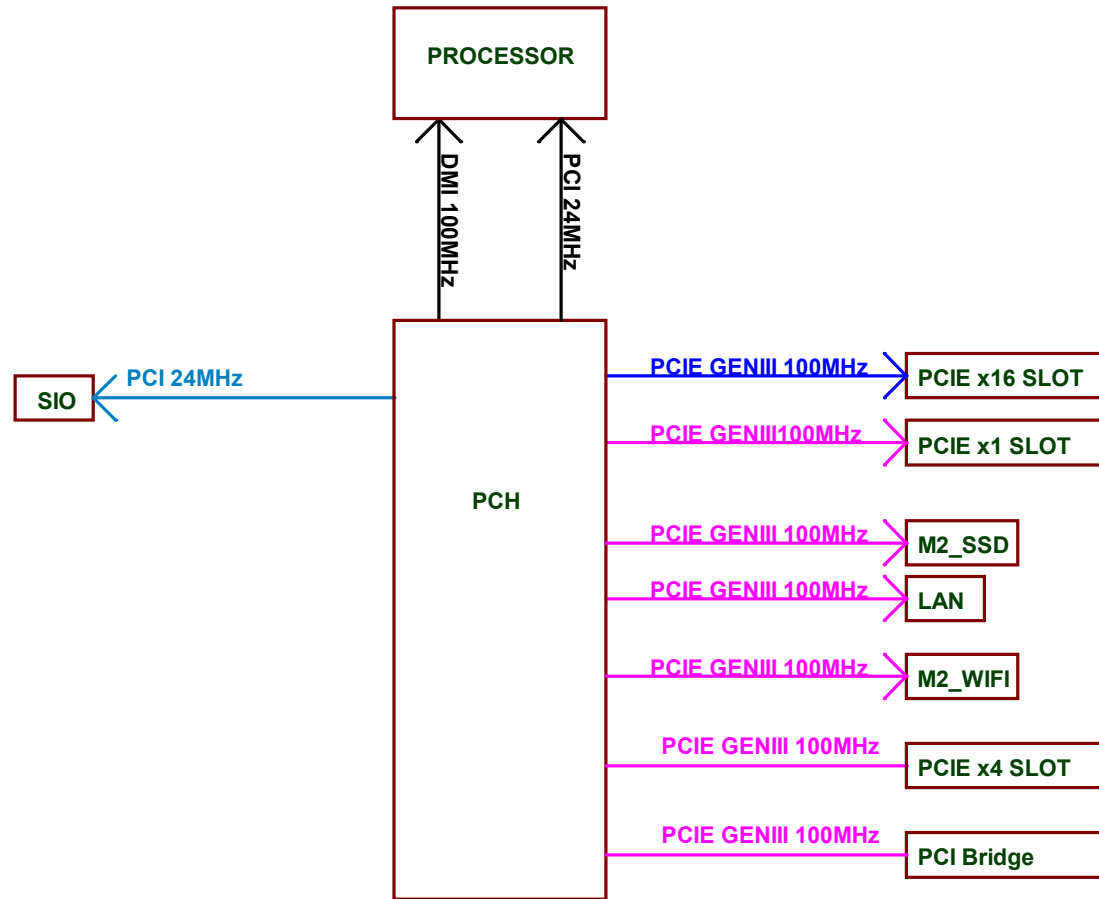 PROCESSOR
DMI 100MHz
PCI 24MHz
PCI 24MHz
SIO
PCH
PCIE GENIII 100MHz
PCIE x16 SLOT
PCIE GENIII100MHz
PCIE x1 SLOT
PCIE GENIII 100MHz
M2_SSD
PCIE GENIII 100MHz
LAN
PCIE GENIII 100MHz
M2_WIFI
PCIE GENIII 100MHz
PCIE x4 SLOT
PCIE GENIII 100MHz
PCI Bridge